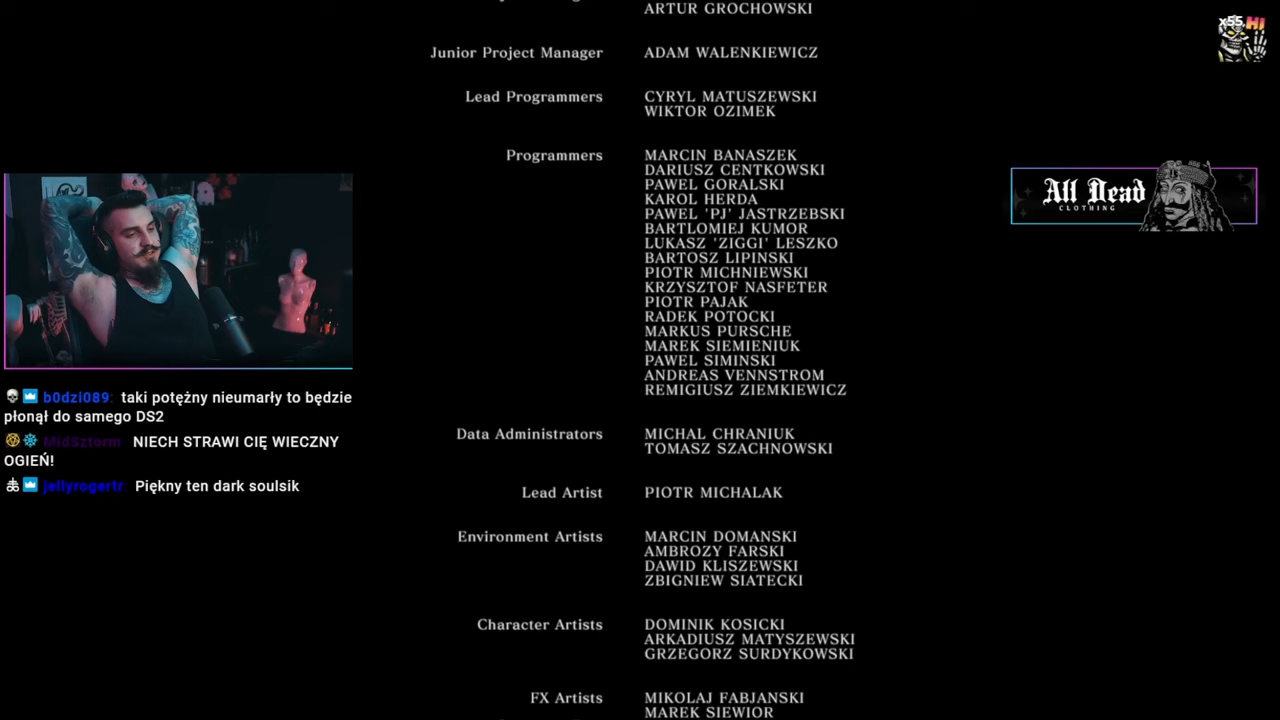 ARTUR GROCHOWSKI
x55 HI
Junior Project Manager ADAM WALENKIEWICZ
Lead Programmers CYRYL MATUSZEWSKI
WIKTOR OZIMEK
Programmers MARCIN BANASZEK
DARIUSZ CENTKOWSKI
PAWEL GORALSKI
KAROL HERDA
PAWEL 'PJ' JASTRZEBSKI
BARTLOMIEJ KUMOR
LUKASZ 'ZIGGI' LESZKO
BARTOSZ LIPINSKI
PIOTR MICHNIEWSKI
KRZYSZTOF NASFETER
PIOTR PAJAK
RADEK POTOCKI
MARKUS PURSCHE
MAREK SIEMIENIUK
PAWEL SIMINSKI
ANDREAS VENNSTROM
REMIGIUSZ ZIEMKIEWICZ
All Dead
CLOTHING
b0dzi089: taki potężny nieumarły to będzie
płonął do samego DS2
MidSztorm: NIECH STRAWI CIĘ WIECZNY
OGIEŃ!
jellyrogertr: Piękny ten dark soulsik
Data Administrators MICHAL CHRANIUK
TOMASZ SZACHNOWSKI
Lead Artist PIOTR MICHALAK
Environment Artists MARCIN DOMANSKI
AMBROZY FARSKI
DAWID KLISZEWSKI
ZBIGNIEW SIATECKI
Character Artists DOMINIK KOSICKI
ARKADIUSZ MATYSZEWSKI
GRZEGORZ SURDYKOWSKI
FX Artists MIKOLAJ FABJANSKI
MAREK SIEWIOR